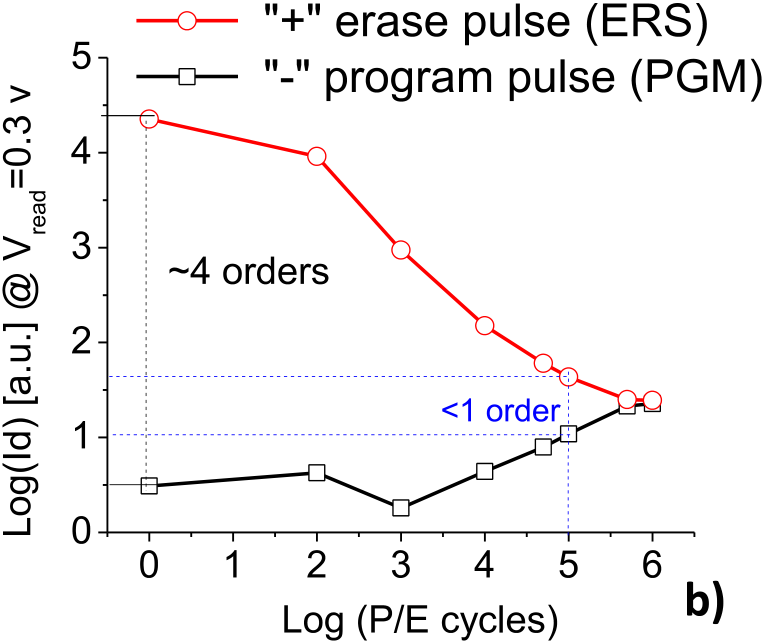 "+" erase pulse (ERS)
"-" program pulse (PGM)
5
4
3
2
1
0
Log(Id) [a.u.] @ Vread=0.3 v
~4 orders
<1 order
0 1 2 3 4 5 6
Log (P/E cycles)
b)